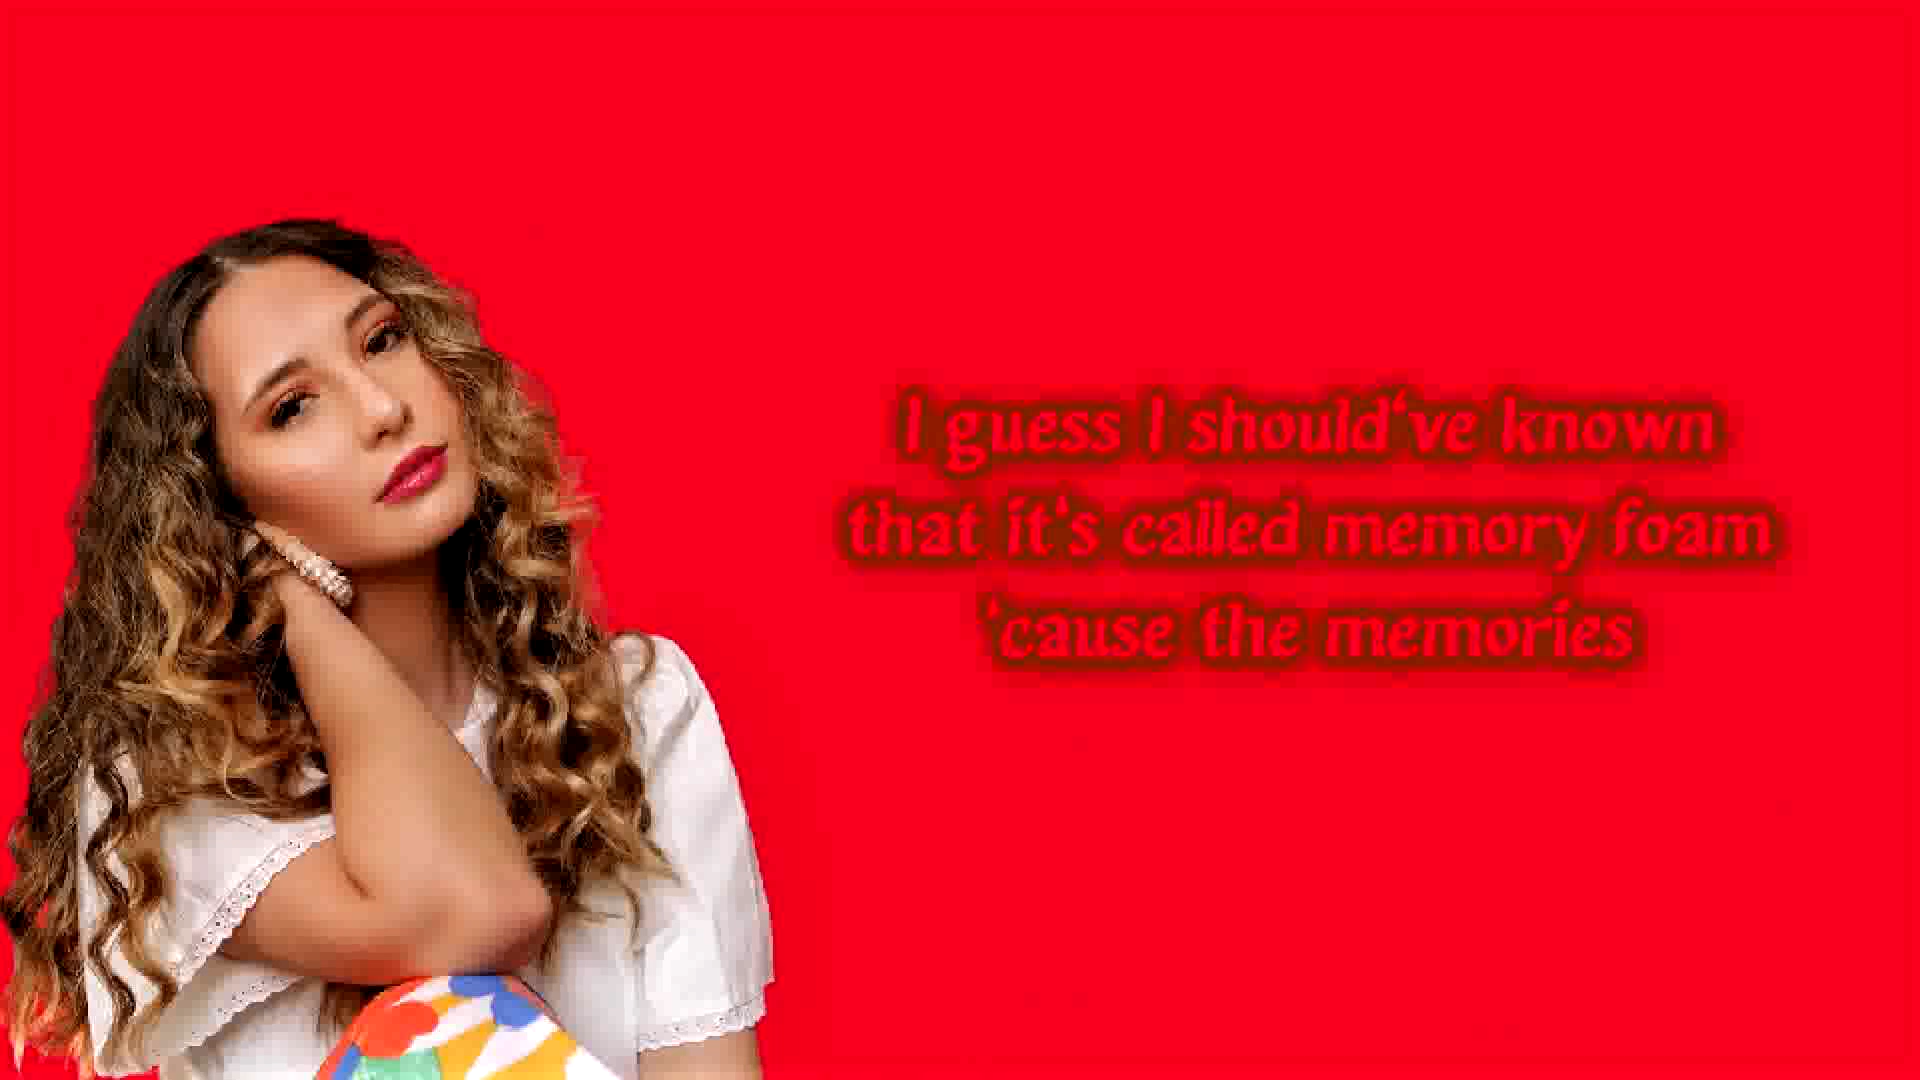 I guess I should‘ve known
that it‘s called memory foam
‘cause the memories